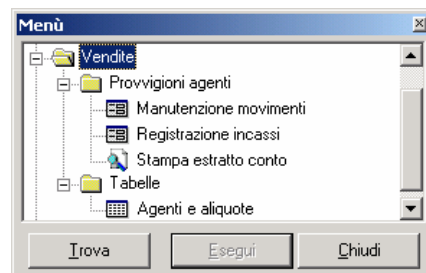 Menù
Vendite
Provvigioni agenti
Manutenzione movimenti
Registrazione incassi
Stampa estratto conto
Tabelle
Agenti e aliquote
Trova Esegui Chiudi